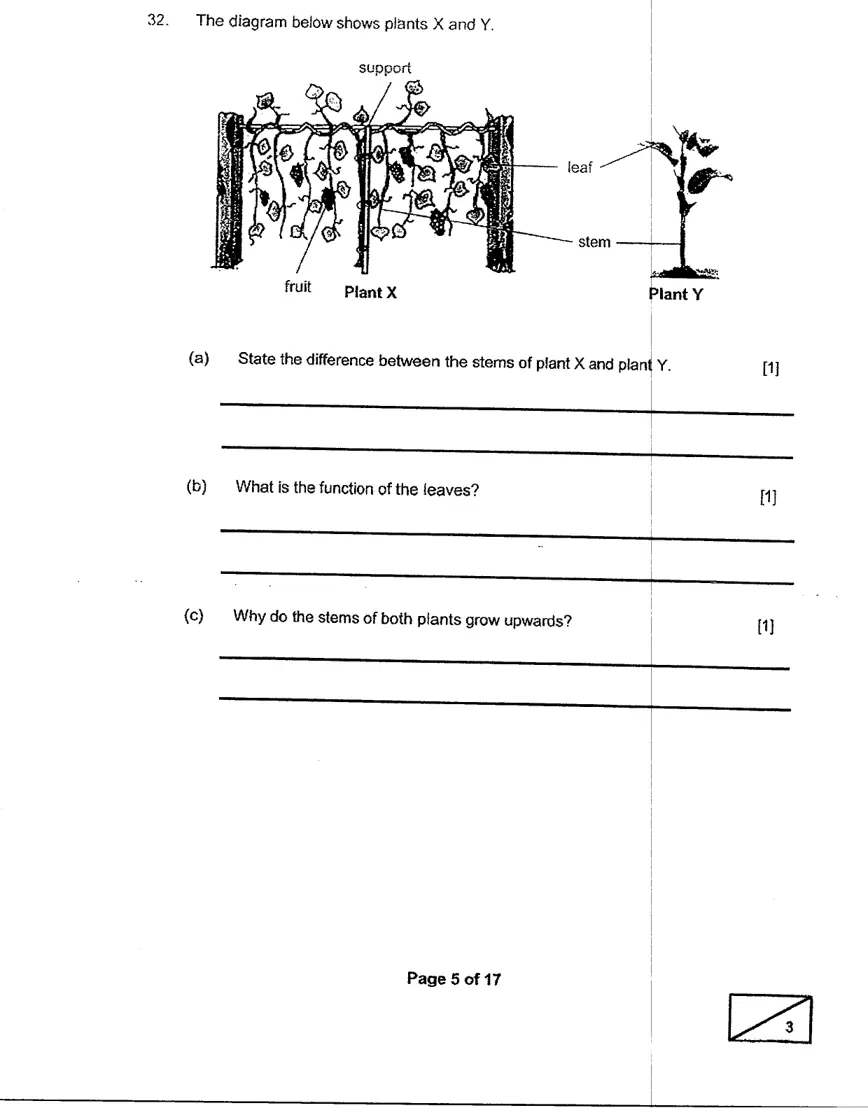 32. The diagram below shows plants X and Y.
support
leaf
stem
fruit
Plant X
Plant Y
(a) State the difference between the stems of plant X and plant Y. [1]
(b) What is the function of the leaves? [1]
(c) Why do the stems of both plants grow upwards? [1]
Page 5 of 17
3